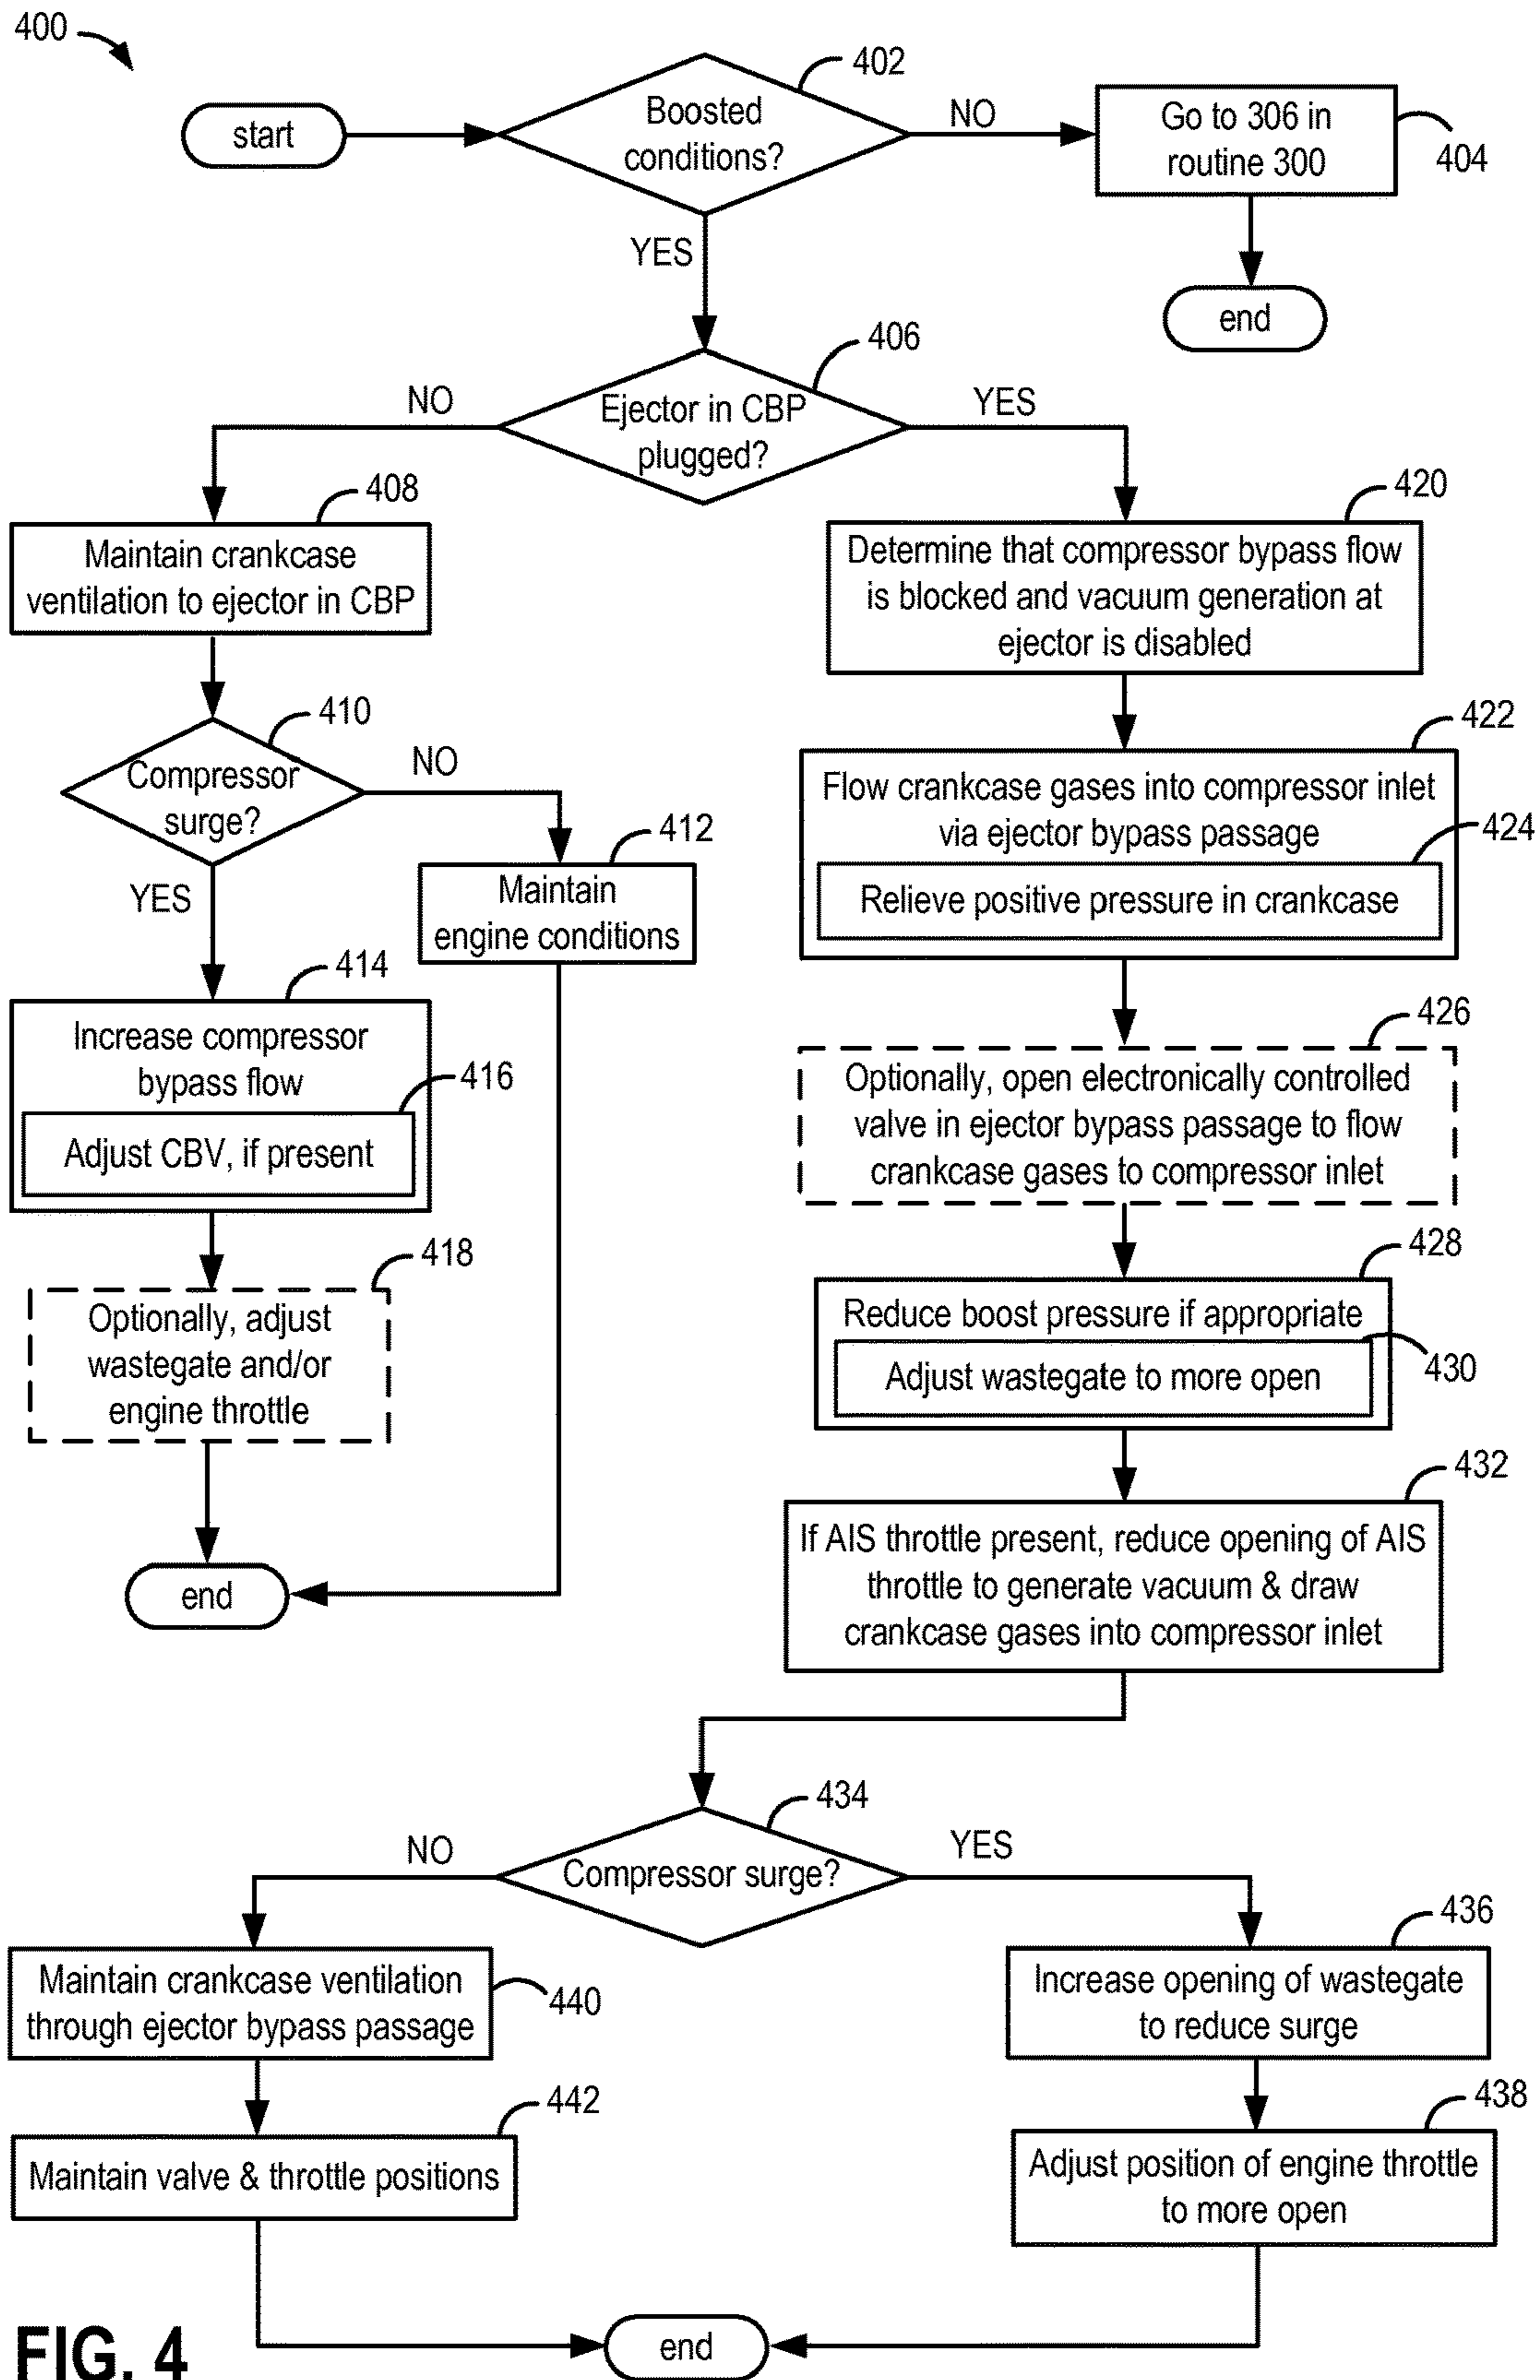 400
402
start
Boosted
conditions?
NO
Go to 306 in
routine 300
404
YES
end
406
NO
Ejector in CBP
plugged?
YES
408
Maintain crankcase
ventilation to ejector in CBP
420
Determine that compressor bypass flow
is blocked and vacuum generation at
ejector is disabled
410
Compressor
surge?
NO
YES
412
Maintain
engine conditions
422
Flow crankcase gases into compressor inlet
via ejector bypass passage
424
Relieve positive pressure in crankcase
414
Increase compressor
bypass flow
416
Adjust CBV, if present
426
Optionally, open electronically controlled
valve in ejector bypass passage to flow
crankcase gases to compressor inlet
418
Optionally, adjust
wastegate and/or
engine throttle
428
Reduce boost pressure if appropriate
430
Adjust wastegate to more open
end
432
If AIS throttle present, reduce opening of AIS
throttle to generate vacuum & draw
crankcase gases into compressor inlet
434
NO
Compressor surge?
YES
436
Increase opening of wastegate
to reduce surge
Maintain crankcase ventilation
through ejector bypass passage
440
438
Adjust position of engine throttle
to more open
442
Maintain valve & throttle positions
end
FIG. 4